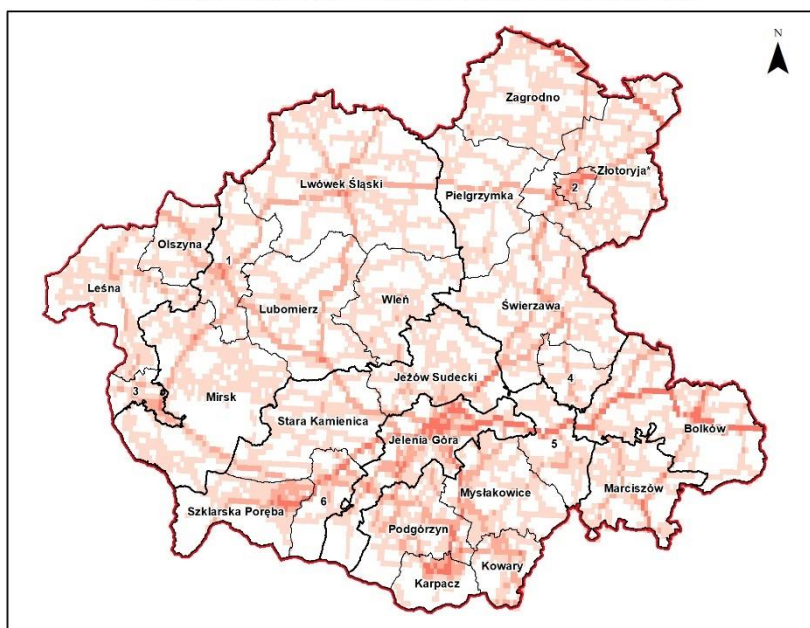 N
Zagrodno
Złotoryja*
2
Lwówek Śląski
Pielgrzymka
Olszyna
1
Leśna
Lubomierz
Wleń
Świerzawa
Jeżów Sudecki
4
3
Mirsk
Stara Kamienica
Bolków
Jelenia Góra
5
Marciszów
Mysłakowice
6
Szklarska Poręba
Podgórzyn
Kowary
Karpacz